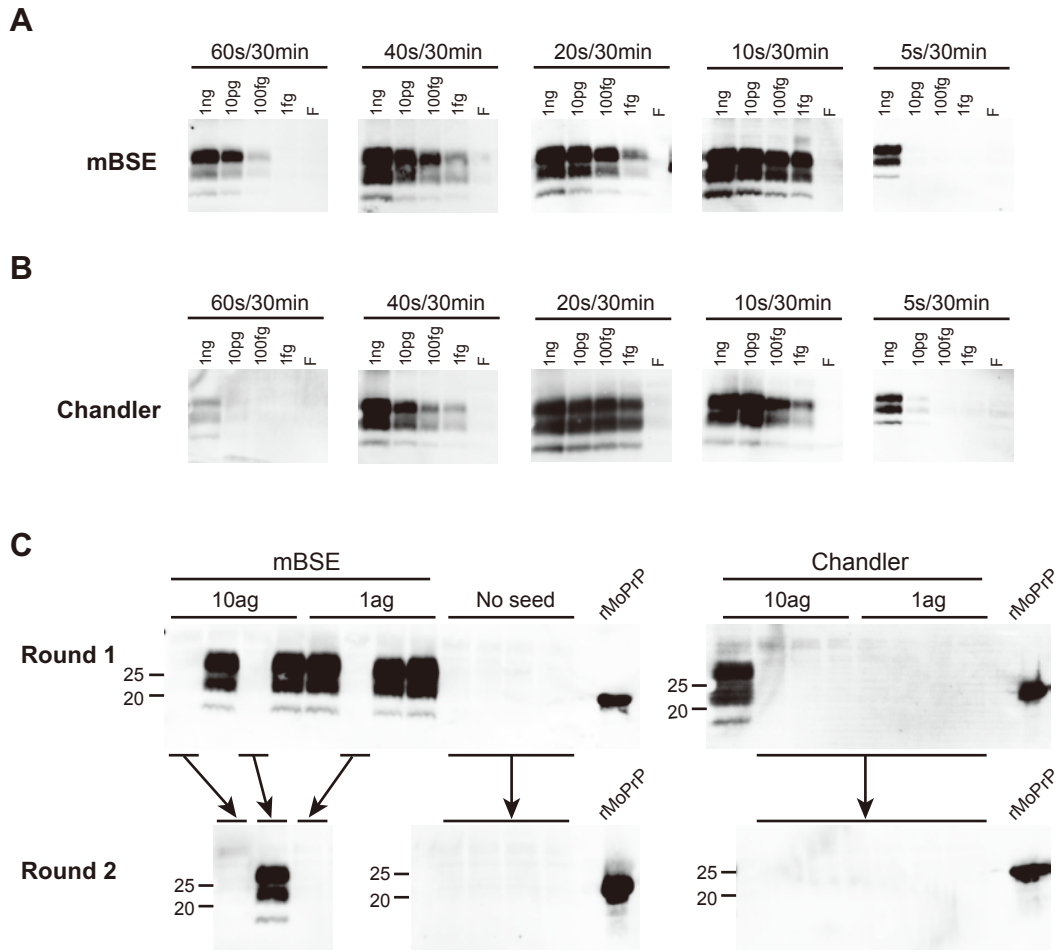 A
60s/30min 40s/30min 20s/30min 10s/30min 5s/30min
1ng 10pg 100fg 1fg F 1ng 10pg 100fg 1fg F 1ng 10pg 100fg 1fg F 1ng 10pg 100fg 1fg F 1ng 10pg 100fg 1fg F
mBSE
B
60s/30min 40s/30min 20s/30min 10s/30min 5s/30min
1ng 10pg 100fg 1fg F 1ng 10pg 100fg 1fg F 1ng 10pg 100fg 1fg F 1ng 10pg 100fg 1fg F 1ng 10pg 100fg 1fg F
Chandler
C
mBSE Chandler
10ag 1ag No seed rMoPrP 10ag 1ag rMoPrP
Round 1
25 25
20 20
rMoPrP rMoPrP
Round 2
25 25 25
20 20 20